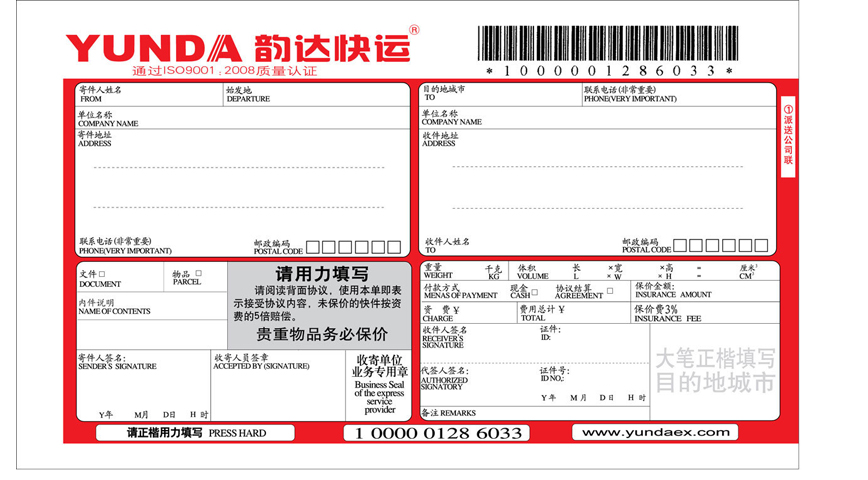 YUNDA 韵达快运®
通过ISO9001:2008质量认证
*1000001286033*
寄件人姓名 始发地
FROM DEPARTURE
单位名称
COMPANY NAME
寄件地址
ADDRESS
联系电话(非常重要) 邮政编码
PHONE(VERY IMPORTANT) POSTAL CODE
目的地城市 联系电话(非常重要)
TO PHONE(VERY IMPORTANT)
单位名称
COMPANY NAME
收件地址
ADDRESS
收件人姓名 邮政编码
TO POSTAL CODE
①派送公司联
文件□ 物品□
DOCUMENT PARCEL
内件说明
NAME OF CONTENTS
请用力填写
请阅读背面协议,使用本单即表
示接受协议内容,未保价的快件按资
费的5倍赔偿。
贵重物品务必保价
寄件人签名:
SENDER'S SIGNATURE
Y年 M月 D日 H 时
收寄人员签章
ACCEPTED BY (SIGNATURE)
收寄单位
业务专用章
Business Seal
of the express
service
provider
重量 千克 体积 长 ×宽 ×高 = 厘米³
WEIGHT KG VOLUME L × W × H = CM³
付款方式 现金□ 协议结算□ 保价金额:
MENAS OF PAYMENT CASH AGREEMENT INSURANCE AMOUNT
资 费¥ 费用总计¥ 保价费3%
CHARGE TOTAL INSURANCE FEE
收件人签名 证件:
RECEIVER'S ID:
SIGNATURE
代签人签名: 证件号:
AUTHORIZED ID NO,:
SIGNATORY
Y年 M月 D日 H 时
备注 REMARKS
大笔正楷填写
目的地城市
请正楷用力填写 PRESS HARD
1 0000 0128 6033
www.yundaex.com